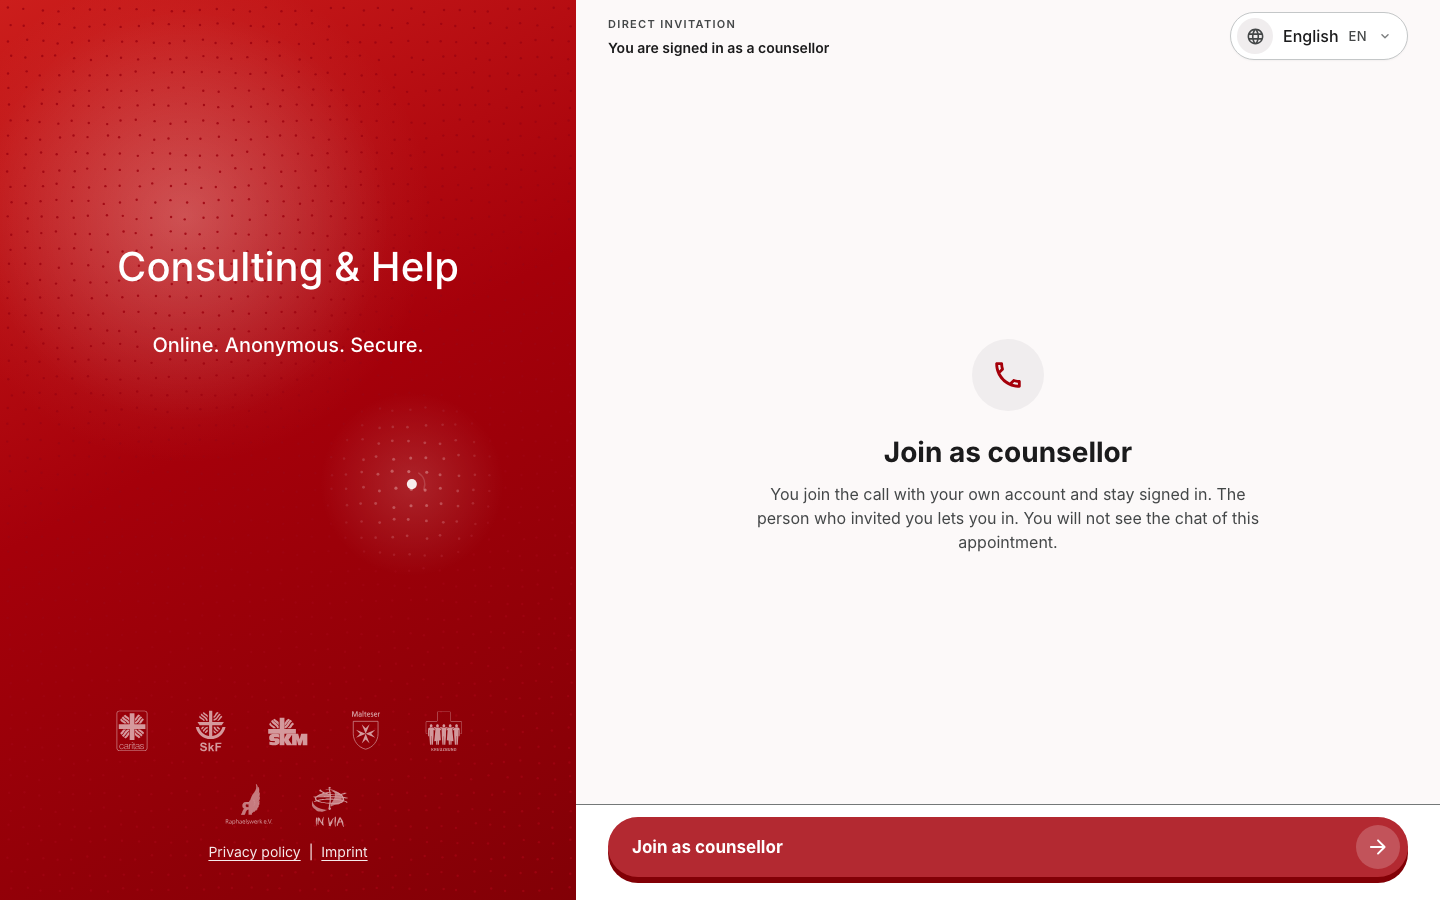 Consulting & Help
Online. Anonymous. Secure.
caritas
SkF
SKM
Malteser
KREUZBUND
Raphaelswerk e.V.
IN VIA
Privacy policy | Imprint
DIRECT INVITATION
You are signed in as a counsellor
English EN
Join as counsellor
You join the call with your own account and stay signed in. The
person who invited you lets you in. You will not see the chat of this
appointment.
Join as counsellor